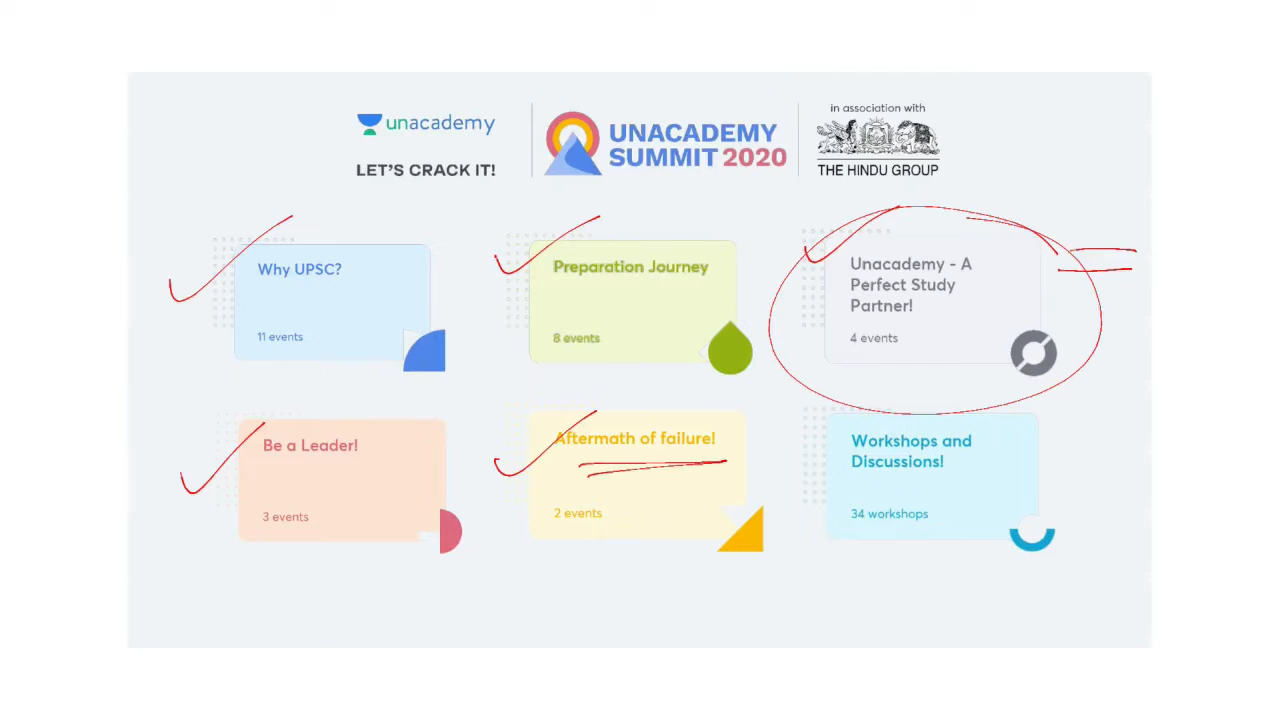 unacademy
LET'S CRACK IT!
UNACADEMY
SUMMIT 2020
in association with
THE HINDU GROUP
Why UPSC?
11 events
Preparation Journey
8 events
Unacademy - A
Perfect Study
Partner!
4 events
Be a Leader!
3 events
Aftermath of failure!
2 events
Workshops and
Discussions!
34 workshops